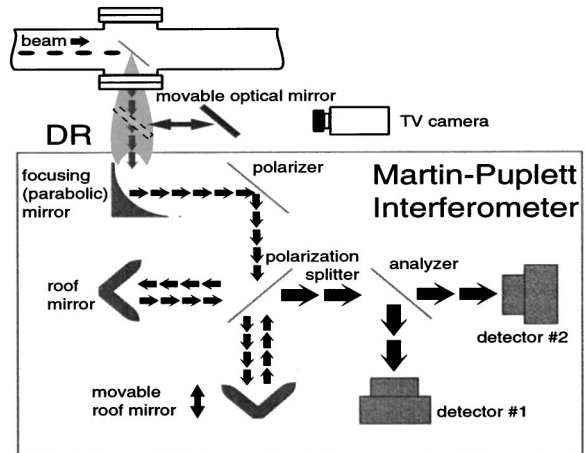 beam
movable optical mirror
TV camera
DR
focusing
(parabolic)
mirror
polarizer
Martin-Puplett
Interferometer
polarization
splitter
analyzer
roof
mirror
detector #2
movable
roof mirror
detector #1